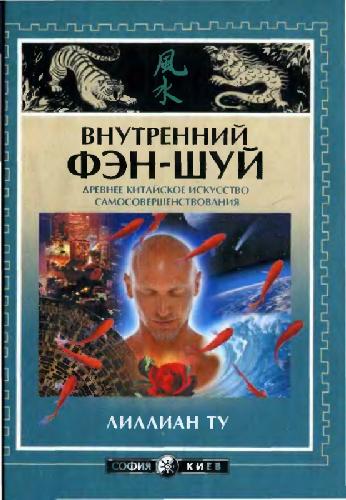 風水
ВНУТРЕННИЙ
ФЭН-ШУЙ
ДРЕВНЕЕ КИТАЙСКОЕ ИСКУССТВО
САМОСОВЕРШЕНСТВОВАНИЯ
ЛИЛЛИАН ТУ
СОФИЯ КИЕВ